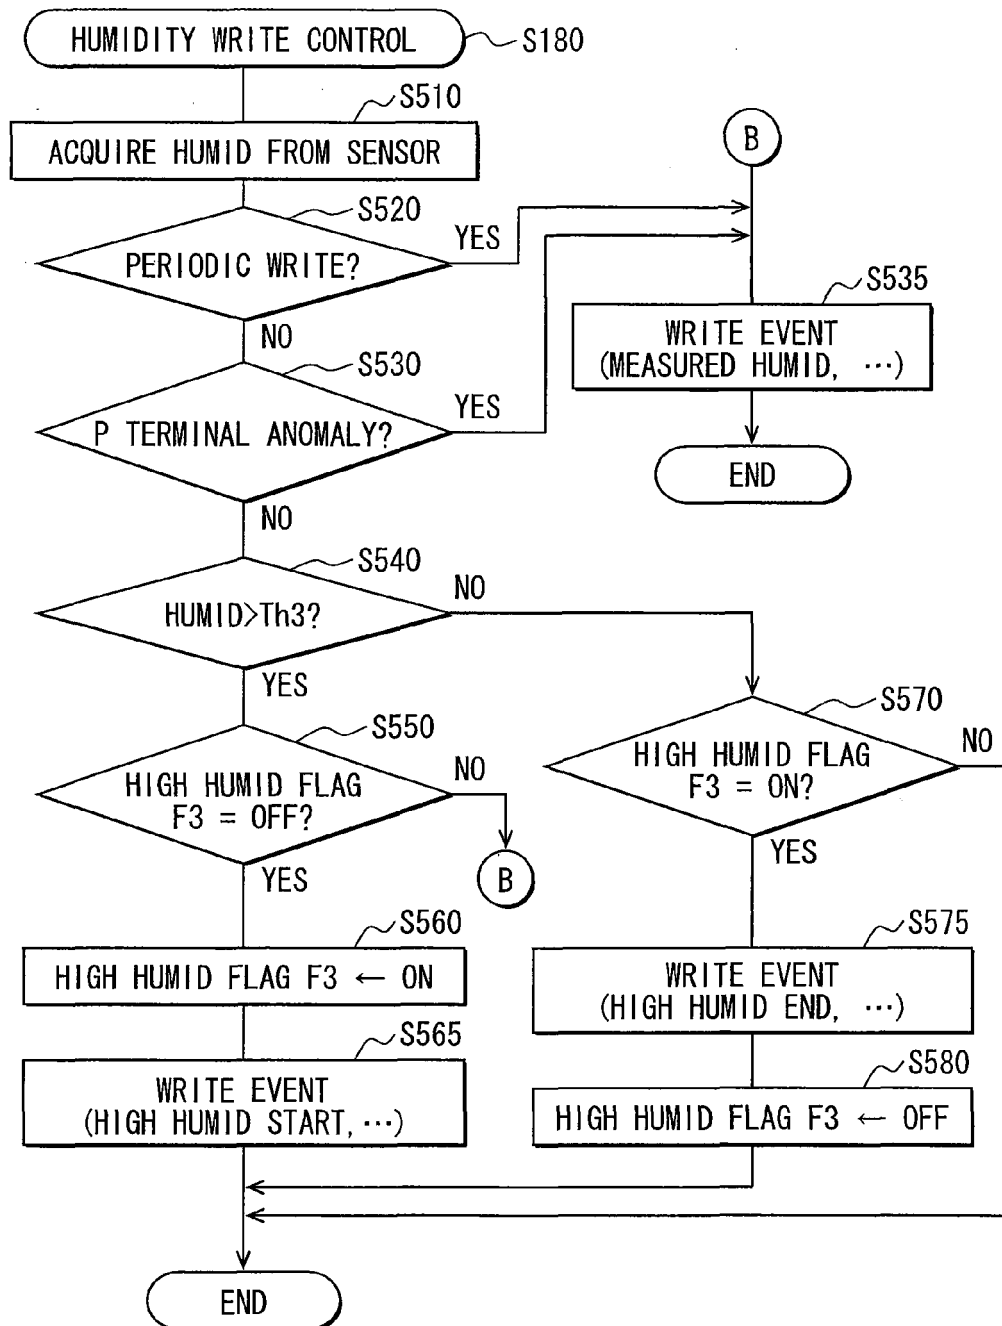 HUMIDITY WRITE CONTROL
S180
S510
ACQUIRE HUMID FROM SENSOR
B
S520
PERIODIC WRITE?
YES
NO
S535
WRITE EVENT
(MEASURED HUMID, ···)
END
S530
P TERMINAL ANOMALY?
YES
NO
S540
HUMID>Th3?
NO
YES
S550
HIGH HUMID FLAG
F3 = OFF?
NO
B
YES
S570
HIGH HUMID FLAG
F3 = ON?
NO
YES
S560
HIGH HUMID FLAG F3 ← ON
S565
WRITE EVENT
(HIGH HUMID START, ···)
S575
WRITE EVENT
(HIGH HUMID END, ···)
S580
HIGH HUMID FLAG F3 ← OFF
END